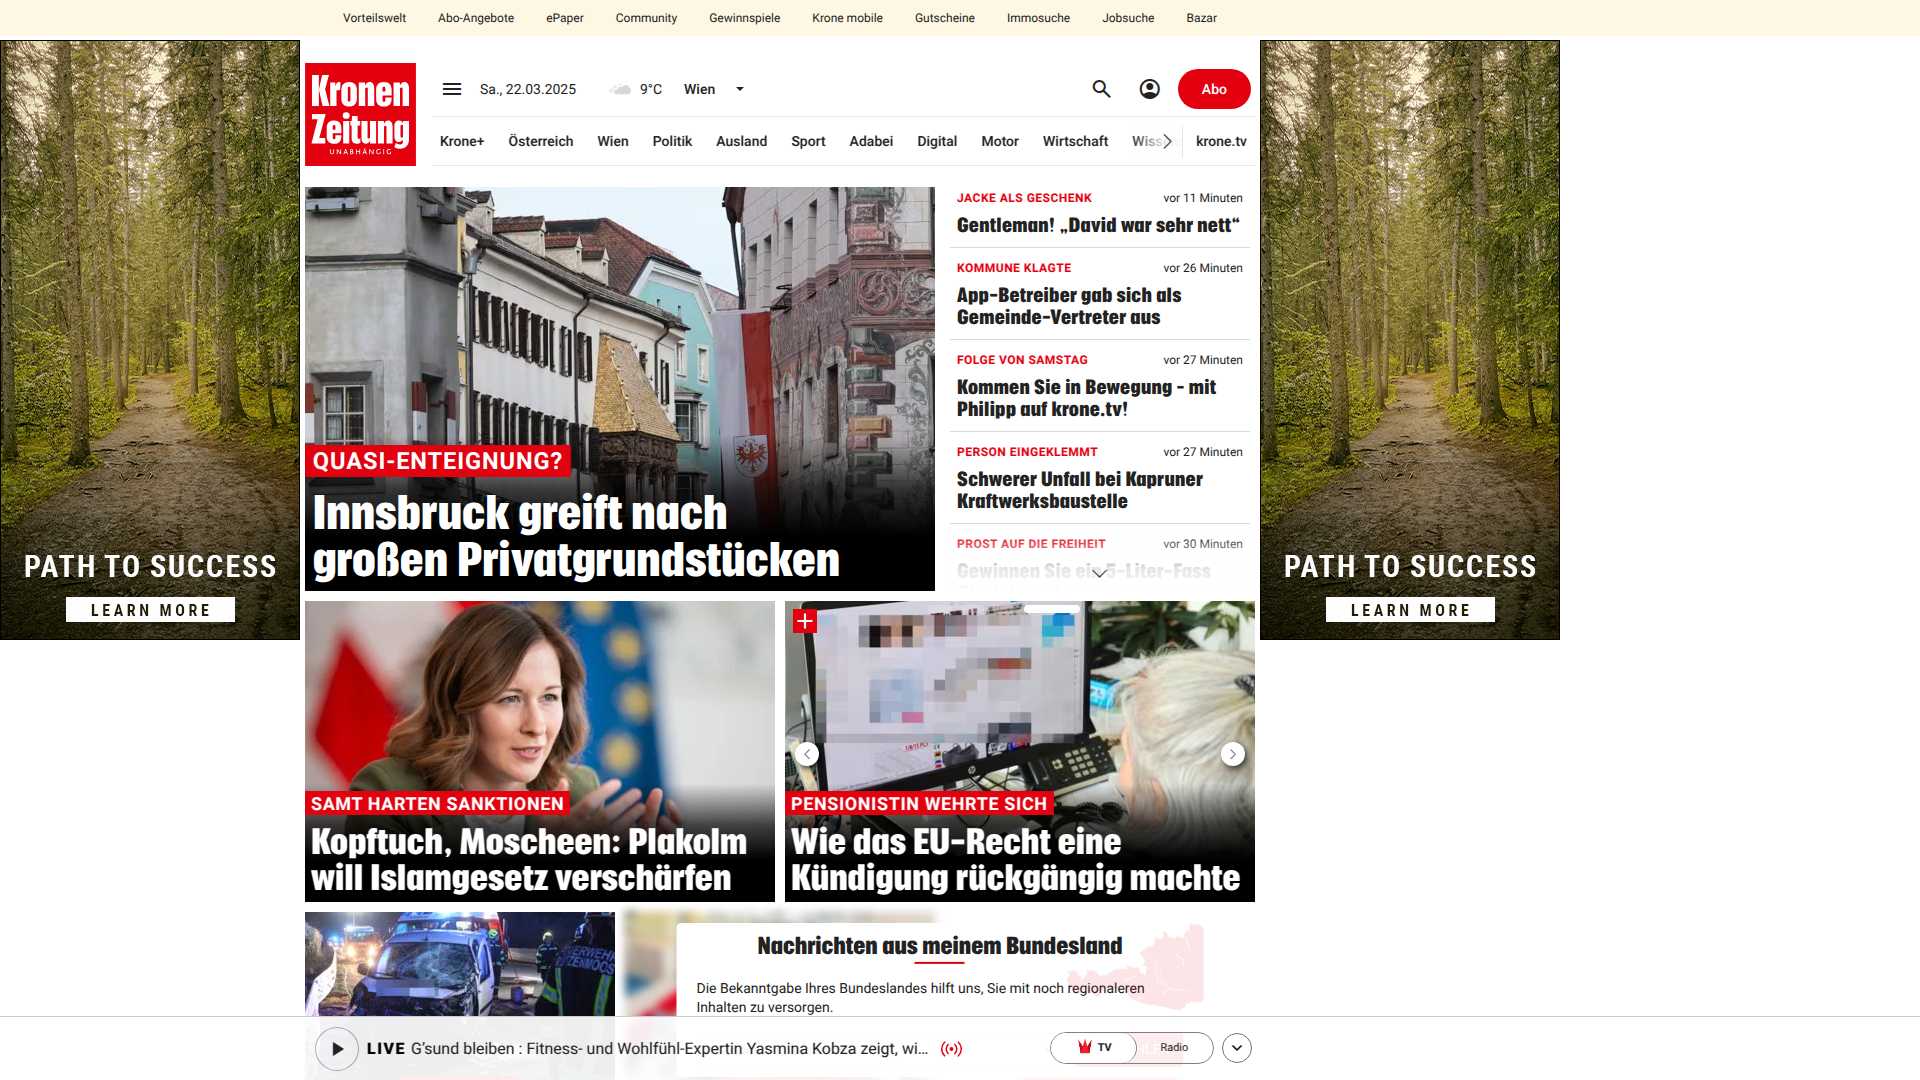 Vorteilswelt Abo-Angebote ePaper Community Gewinnspiele Krone mobile Gutscheine Immosuche Jobsuche Bazar
Kronen
Zeitung
UNABHÄNGIG
Sa., 22.03.2025 9°C Wien
Abo
Krone+ Österreich Wien Politik Ausland Sport Adabei Digital Motor Wirtschaft Wiss krone.tv
QUASI-ENTEIGNUNG?
Innsbruck greift nach
großen Privatgrundstücken
JACKE ALS GESCHENK vor 11 Minuten
Gentleman! „David war sehr nett“
KOMMUNE KLAGTE vor 26 Minuten
App-Betreiber gab sich als
Gemeinde-Vertreter aus
FOLGE VON SAMSTAG vor 27 Minuten
Kommen Sie in Bewegung - mit
Philipp auf krone.tv!
PERSON EINGEKLEMMT vor 27 Minuten
Schwerer Unfall bei Kapruner
Kraftwerksbaustelle
PROST AUF DIE FREIHEIT vor 30 Minuten
Gewinnen Sie ein 5-Liter-Fass
PATH TO SUCCESS
LEARN MORE
PATH TO SUCCESS
LEARN MORE
SAMT HARTEN SANKTIONEN
Kopftuch, Moscheen: Plakolm
will Islamgesetz verschärfen
PENSIONISTIN WEHRTE SICH
Wie das EU-Recht eine
Kündigung rückgängig machte
Nachrichten aus meinem Bundesland
Die Bekanntgabe Ihres Bundeslandes hilft uns, Sie mit noch regionaleren
Inhalten zu versorgen.
LIVE G’sund bleiben : Fitness- und Wohlfühl-Expertin Yasmina Kobza zeigt, wi...
TV Radio